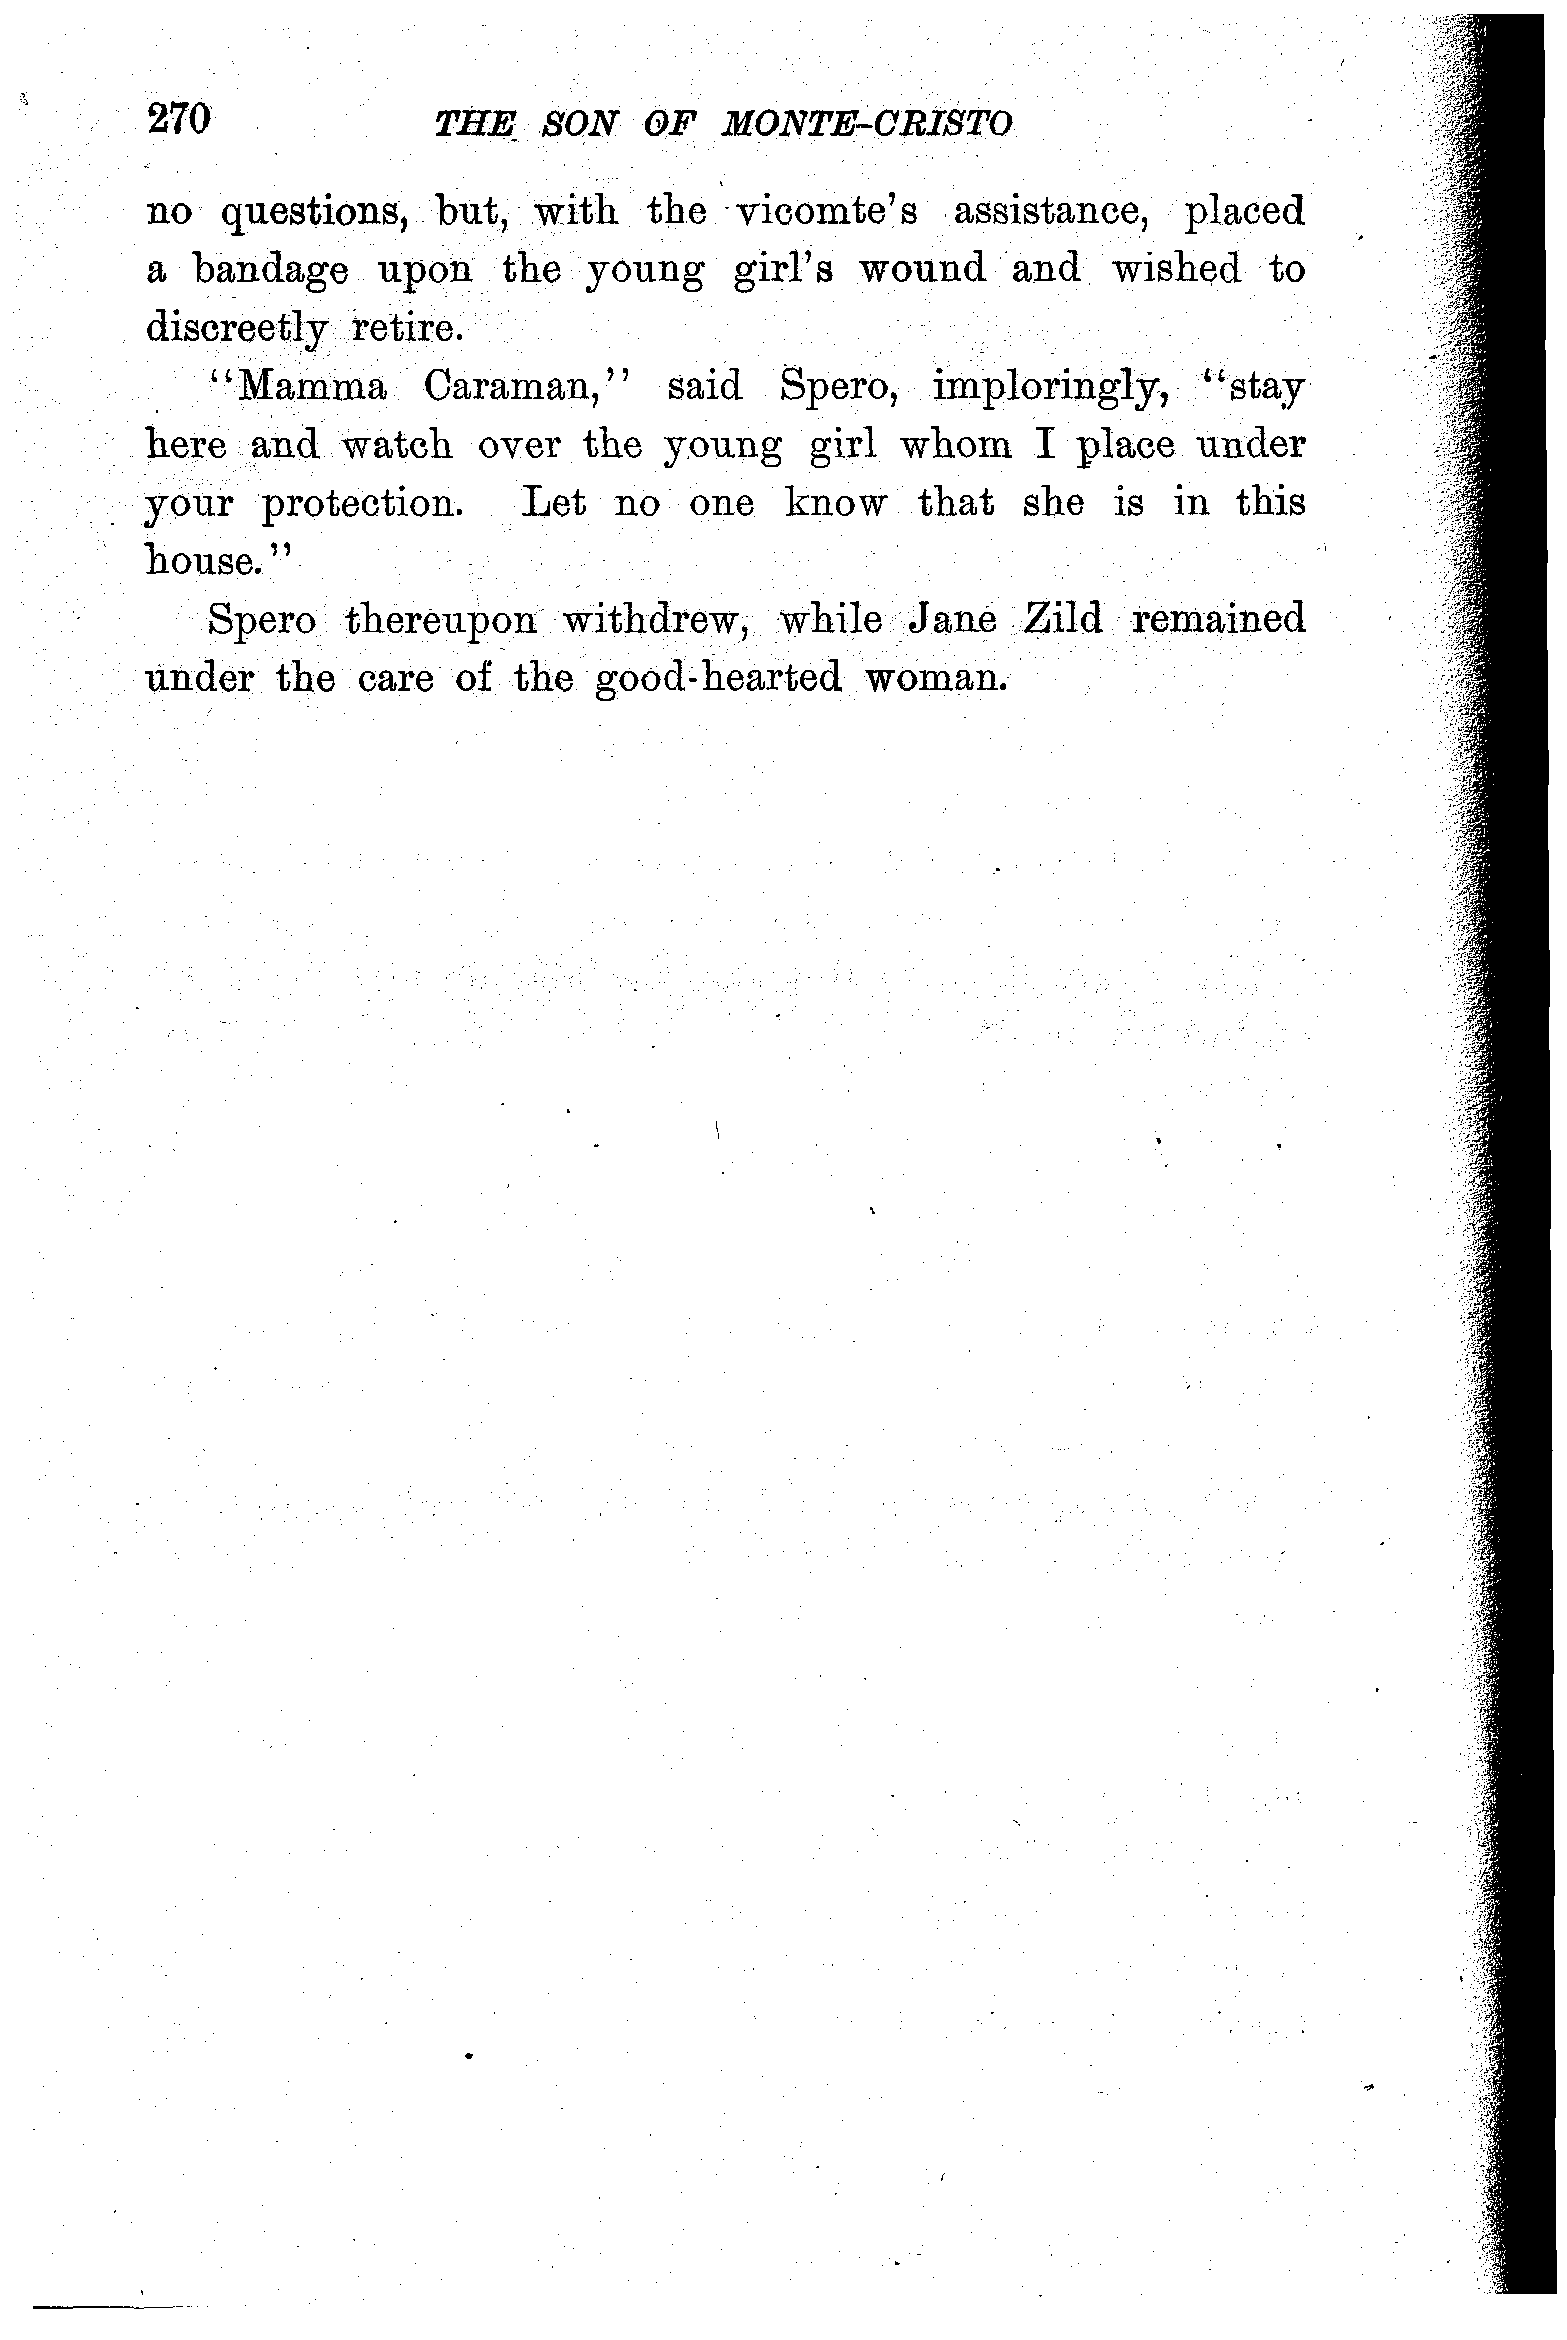 270 THE SON OF MONTE-CRISTO
no questions, but, with the vicomte's assistance, placed
a bandage upon the young girl's wound and wished to
discreetly retire.
"Mamma Caraman," said Spero, imploringly, "stay
here and watch over the young girl whom I place under
your protection. Let no one know that she is in this
house."
Spero thereupon withdrew, while Jane Zild remained
under the care of the good-hearted woman.